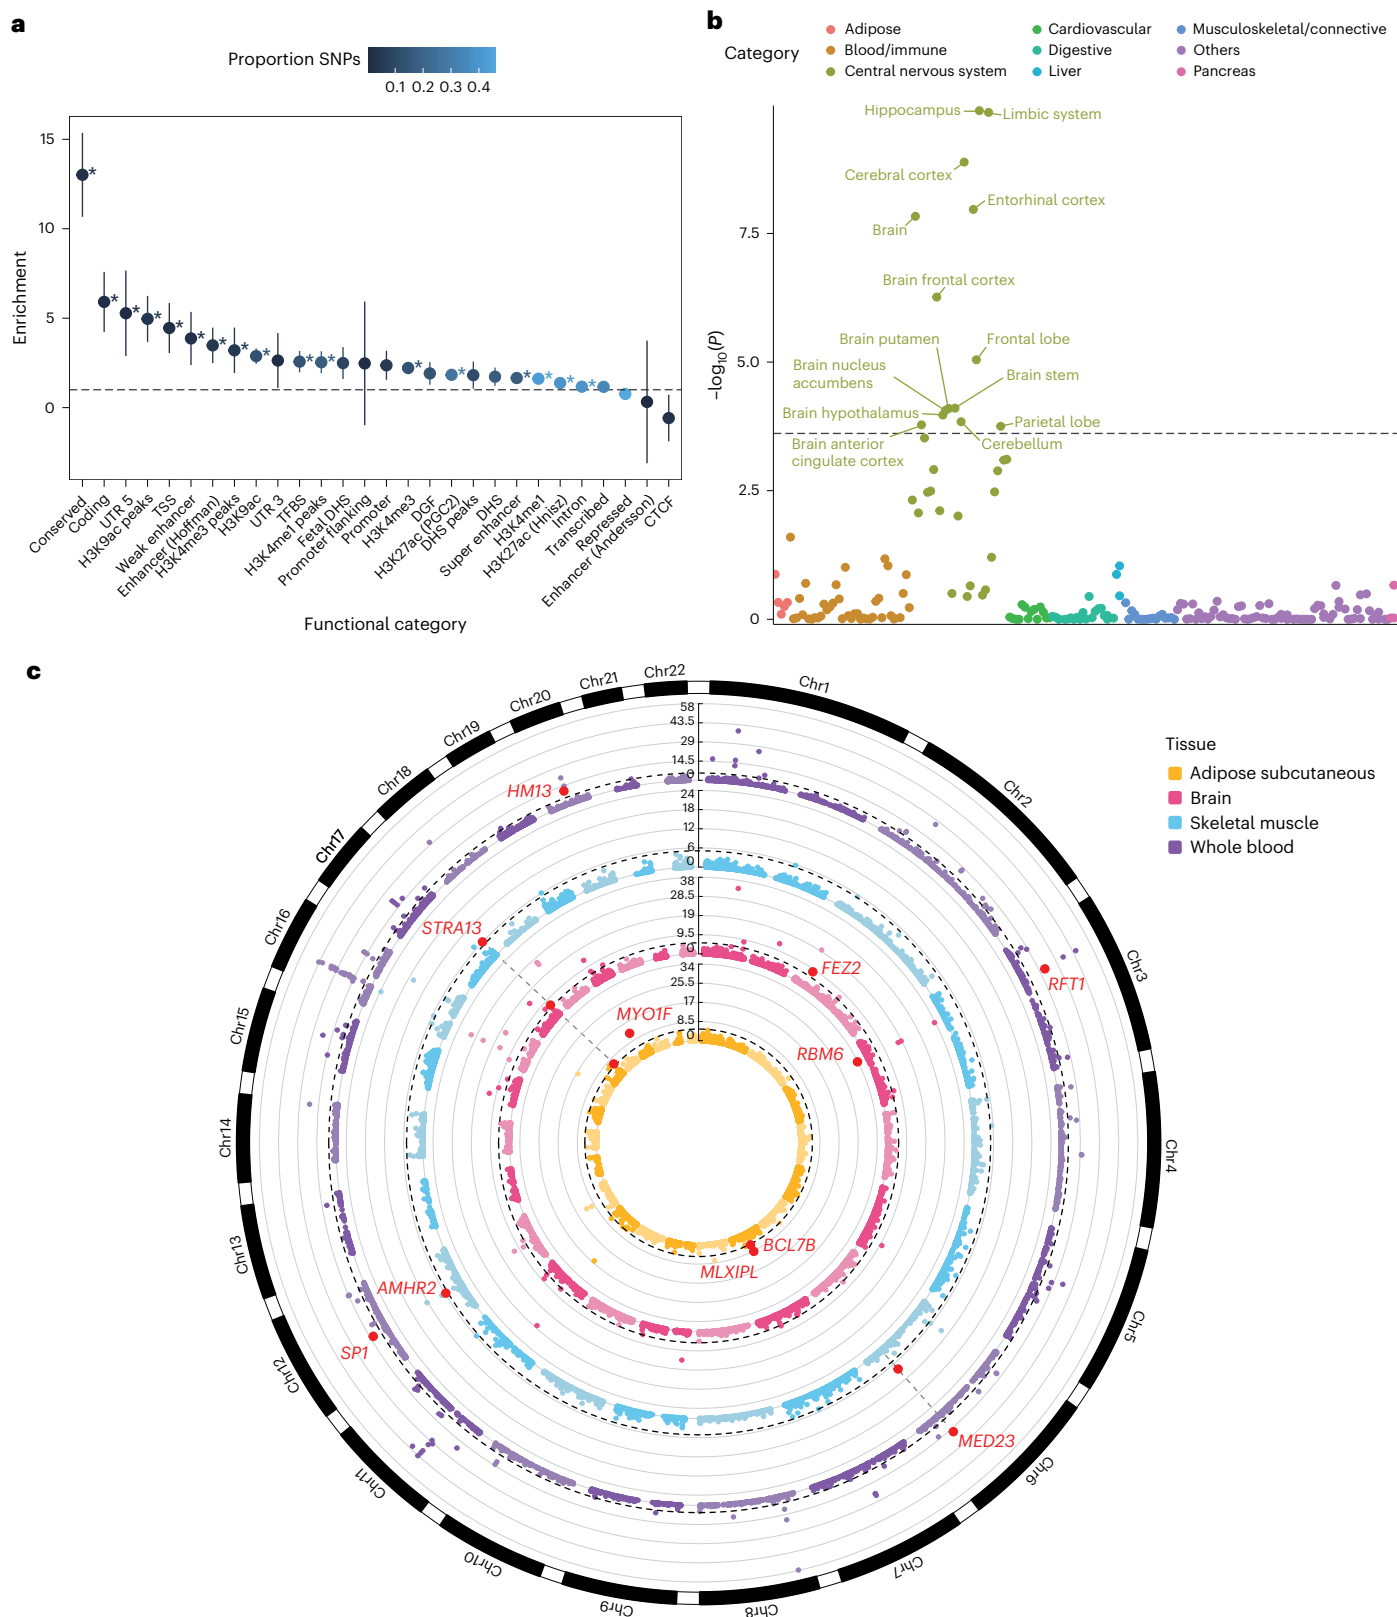 a
Proportion SNPs
0.1 0.2 0.3 0.4
Enrichment
15
10
5
0
* * * * * * * * * * * * * * * * *
Conserved
Coding
UTR 5
H3K9ac peaks
TSS
Weak enhancer
Enhancer (Hoffman)
H3K4me3 peaks
H3K9ac
UTR 3
TFBS
H3K4me1 peaks
Fetal DHS
Promoter flanking
Promoter
H3K4me3
DGF
H3K27ac (PGC2)
DHS peaks
DHS
Super enhancer
H3K4me1
H3K27ac (Hnisz)
Intron
Transcribed
Repressed
Enhancer (Andersson)
CTCF
Functional category
b
Category
Adipose
Blood/immune
Central nervous system
Cardiovascular
Digestive
Liver
Musculoskeletal/connective
Others
Pancreas
−log10(P)
7.5
5.0
2.5
0
Hippocampus
Limbic system
Cerebral cortex
Entorhinal cortex
Brain
Brain frontal cortex
Brain putamen
Frontal lobe
Brain nucleus
accumbens
Brain stem
Brain hypothalamus
Parietal lobe
Brain anterior
cingulate cortex
Cerebellum
c
Chr1
Chr2
Chr3
Chr4
Chr5
Chr6
Chr7
Chr8
Chr9
Chr10
Chr11
Chr12
Chr13
Chr14
Chr15
Chr16
Chr17
Chr18
Chr19
Chr20
Chr21
Chr22
58
43.5
29
14.5
0
24
18
12
6
0
38
28.5
19
9.5
0
34
25.5
17
8.5
0
HM13
STRA13
FEZ2
RFT1
MYO1F
RBM6
BCL7B
MLXIPL
AMHR2
SP1
MED23
Tissue
Adipose subcutaneous
Brain
Skeletal muscle
Whole blood